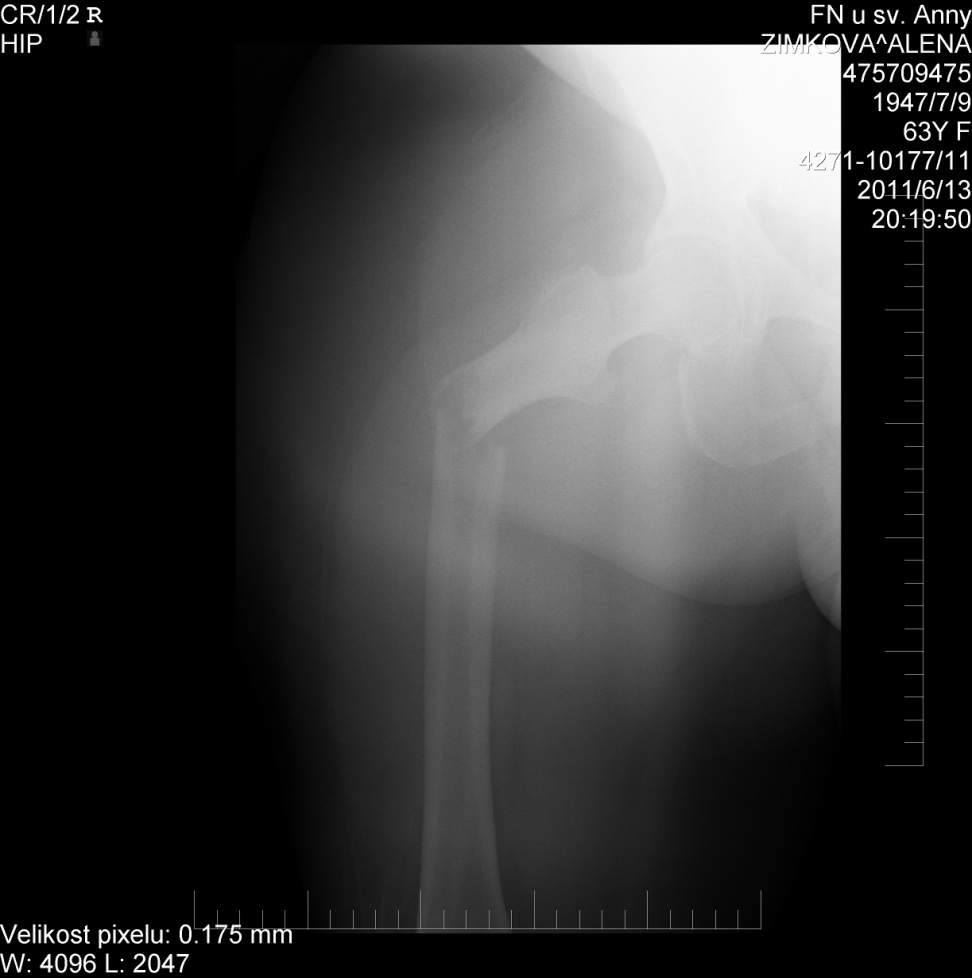 CR/1/2 R
HIP
FN u sv. Anny
ZIMKOVA^ALENA
475709475
1947/7/9
63Y F
4271-10177/11
2011/6/13
20:19:50
Velikost pixelu: 0.175 mm
W: 4096 L: 2047